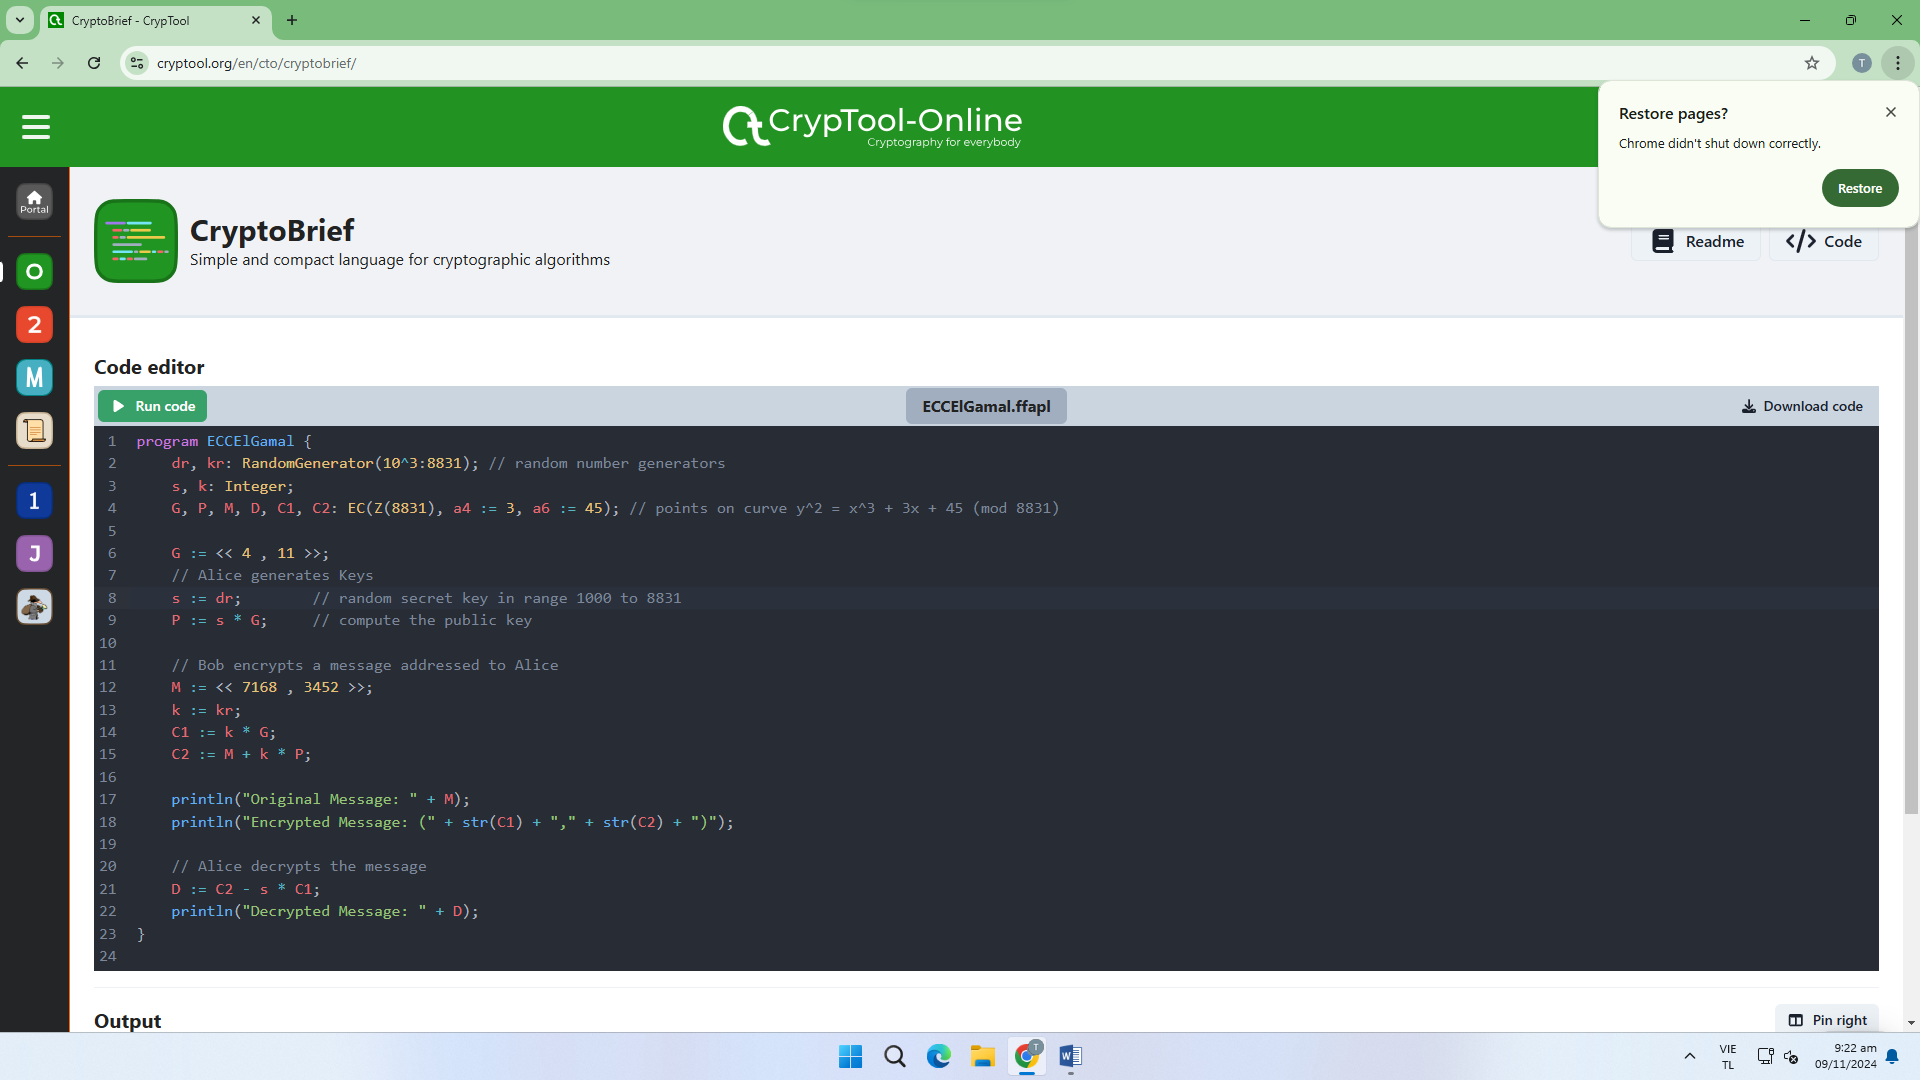 CryptoBrief - CrypTool
cryptool.org/en/cto/cryptobrief/
T
CrypTool-Online
Cryptography for everybody
Restore pages?
Chrome didn't shut down correctly.
Restore
Portal
CryptoBrief
Simple and compact language for cryptographic algorithms
Readme
Code
O
2
M
1
J
Code editor
Run code
ECCElGamal.ffapl
Download code
1 program ECCElGamal {
2 dr, kr: RandomGenerator(10^3:8831); // random number generators
3 s, k: Integer;
4 G, P, M, D, C1, C2: EC(Z(8831), a4 := 3, a6 := 45); // points on curve y^2 = x^3 + 3x + 45 (mod 8831)
5
6 G := << 4 , 11 >>;
7 // Alice generates Keys
8 s := dr; // random secret key in range 1000 to 8831
9 P := s * G; // compute the public key
10
11 // Bob encrypts a message addressed to Alice
12 M := << 7168 , 3452 >>;
13 k := kr;
14 C1 := k * G;
15 C2 := M + k * P;
16
17 println("Original Message: " + M);
18 println("Encrypted Message: (" + str(C1) + "," + str(C2) + ")");
19
20 // Alice decrypts the message
21 D := C2 - s * C1;
22 println("Decrypted Message: " + D);
23 }
24
Output
Pin right
T
W
VIE
TL
9:22 am
09/11/2024